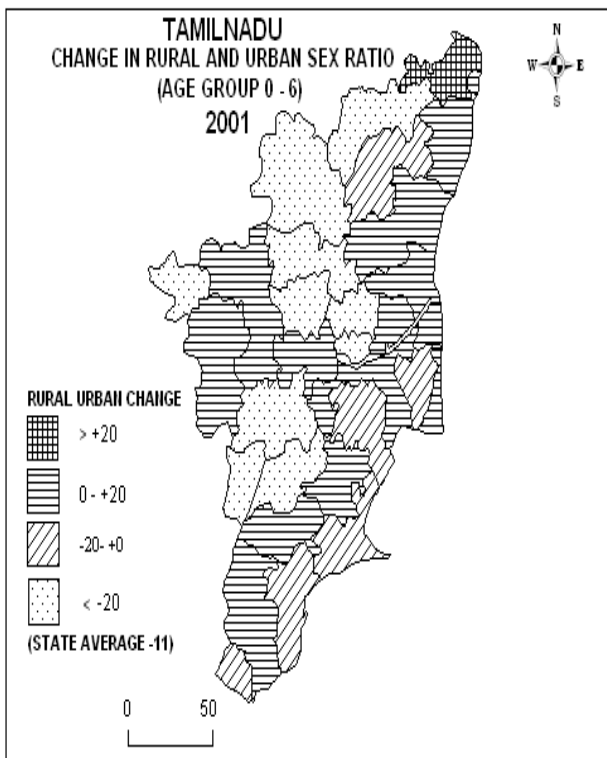 TAMILNADU
CHANGE IN RURAL AND URBAN SEX RATIO
(AGE GROUP 0 - 6)
2001
N
W E
S
RURAL URBAN CHANGE
> +20
0 - +20
-20- +0
< -20
(STATE AVERAGE -11)
0 50